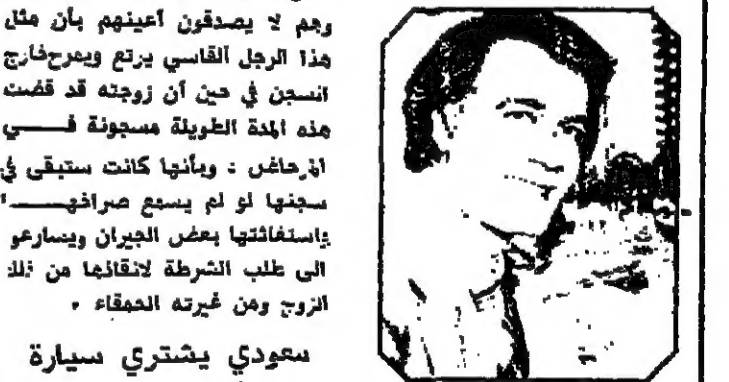 وهم لا يصدقون أعينهم بأن مثل
هذا الرجل القاسي يرتع ويمرح خارج
السجن في حين أن زوجته قد قضت
هذه المدة الطويلة مسجونة فـــي
المرحاض ، وبأنها كانت ستبقى في
سجنها لو لم يسمع صراخهـــا
واستغاثتها بعض الجيران ويسارعو
الى طلب الشرطة لانقاذها من ذلك
الزوج ومن غيرته الحمقاء .
سعودي يشتري سيارة